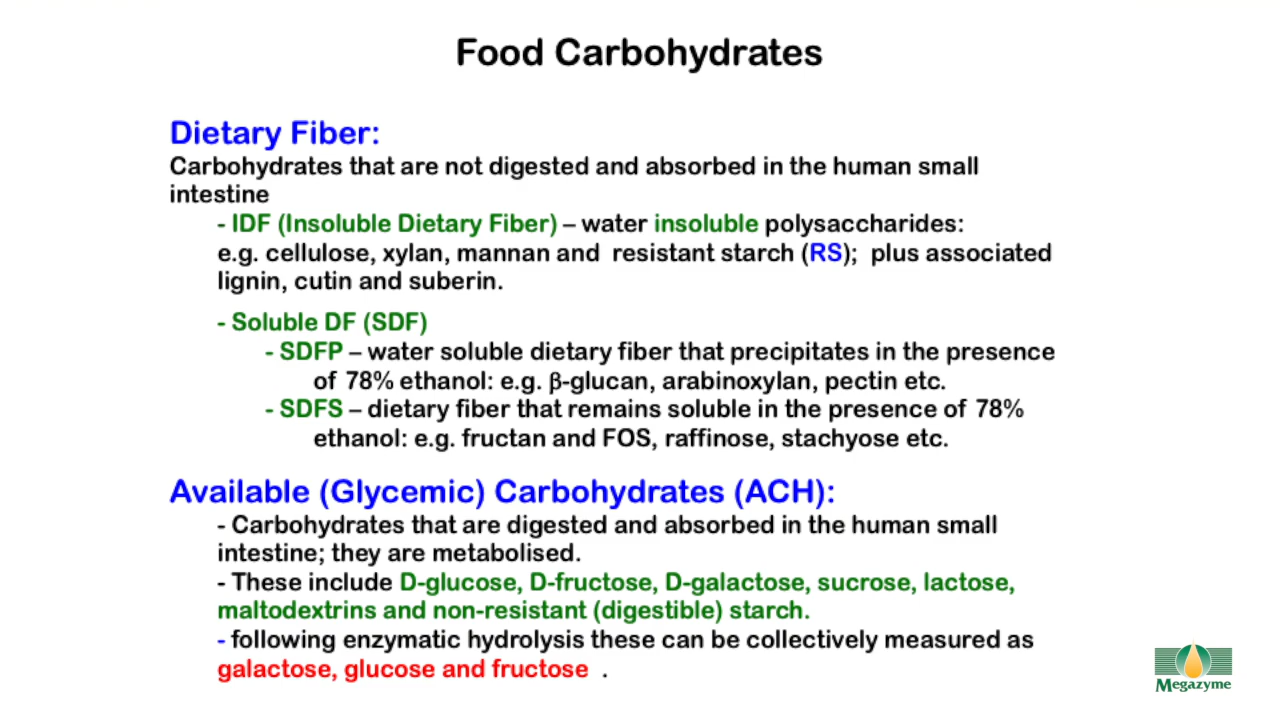 Food Carbohydrates
Dietary Fiber:
Carbohydrates that are not digested and absorbed in the human small
intestine
- IDF (Insoluble Dietary Fiber) – water insoluble polysaccharides:
e.g. cellulose, xylan, mannan and resistant starch (RS); plus associated
lignin, cutin and suberin.
- Soluble DF (SDF)
- SDFP – water soluble dietary fiber that precipitates in the presence
of 78% ethanol: e.g. β-glucan, arabinoxylan, pectin etc.
- SDFS – dietary fiber that remains soluble in the presence of 78%
ethanol: e.g. fructan and FOS, raffinose, stachyose etc.
Available (Glycemic) Carbohydrates (ACH):
- Carbohydrates that are digested and absorbed in the human small
intestine; they are metabolised.
- These include D-glucose, D-fructose, D-galactose, sucrose, lactose,
maltodextrins and non-resistant (digestible) starch.
- following enzymatic hydrolysis these can be collectively measured as
galactose, glucose and fructose .
Megazyme